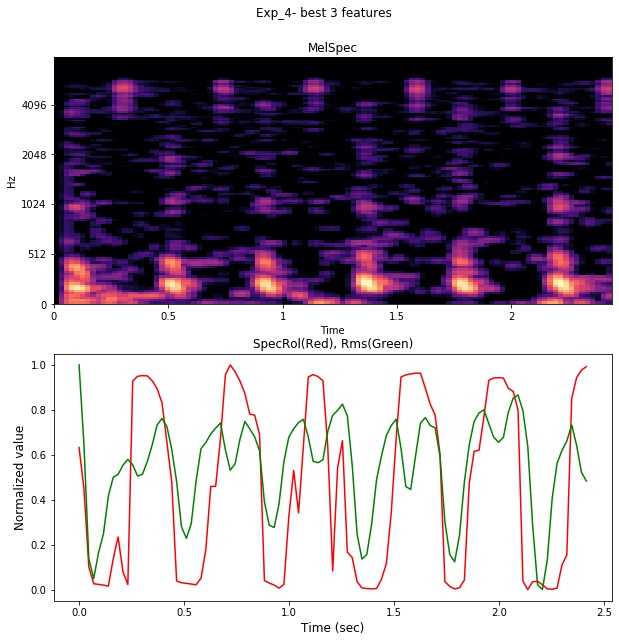 Exp_4- best 3 features
MelSpec
4096
2048
1024
512
0
Hz
0 0.5 1 1.5 2
Time
SpecRol(Red), Rms(Green)
1.0
0.8
0.6
0.4
0.2
0.0
Normalized value
0.0 0.5 1.0 1.5 2.0 2.5
Time (sec)